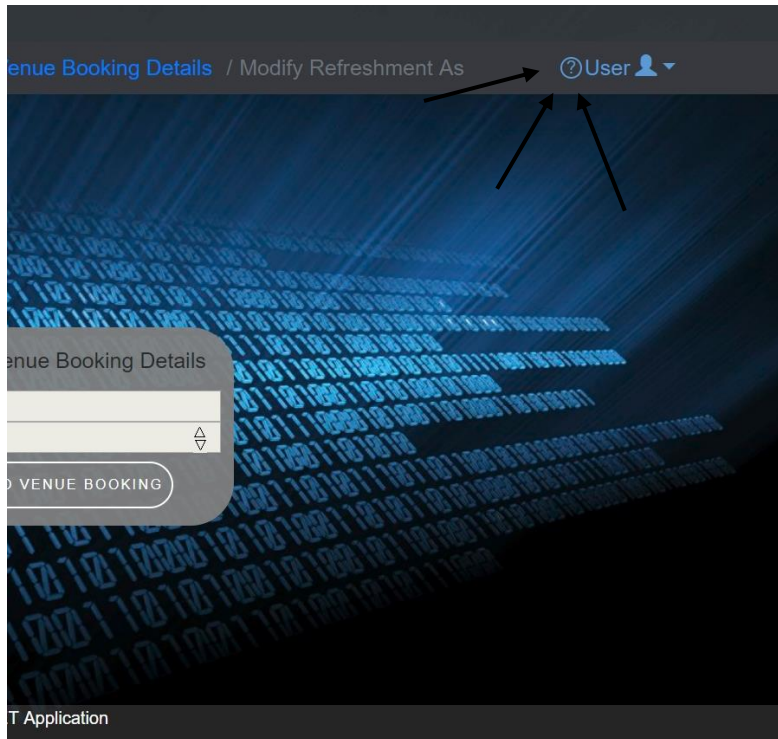 enue Booking Details / Modify Refreshment As ?User
enue Booking Details
VENUE BOOKING
T Application